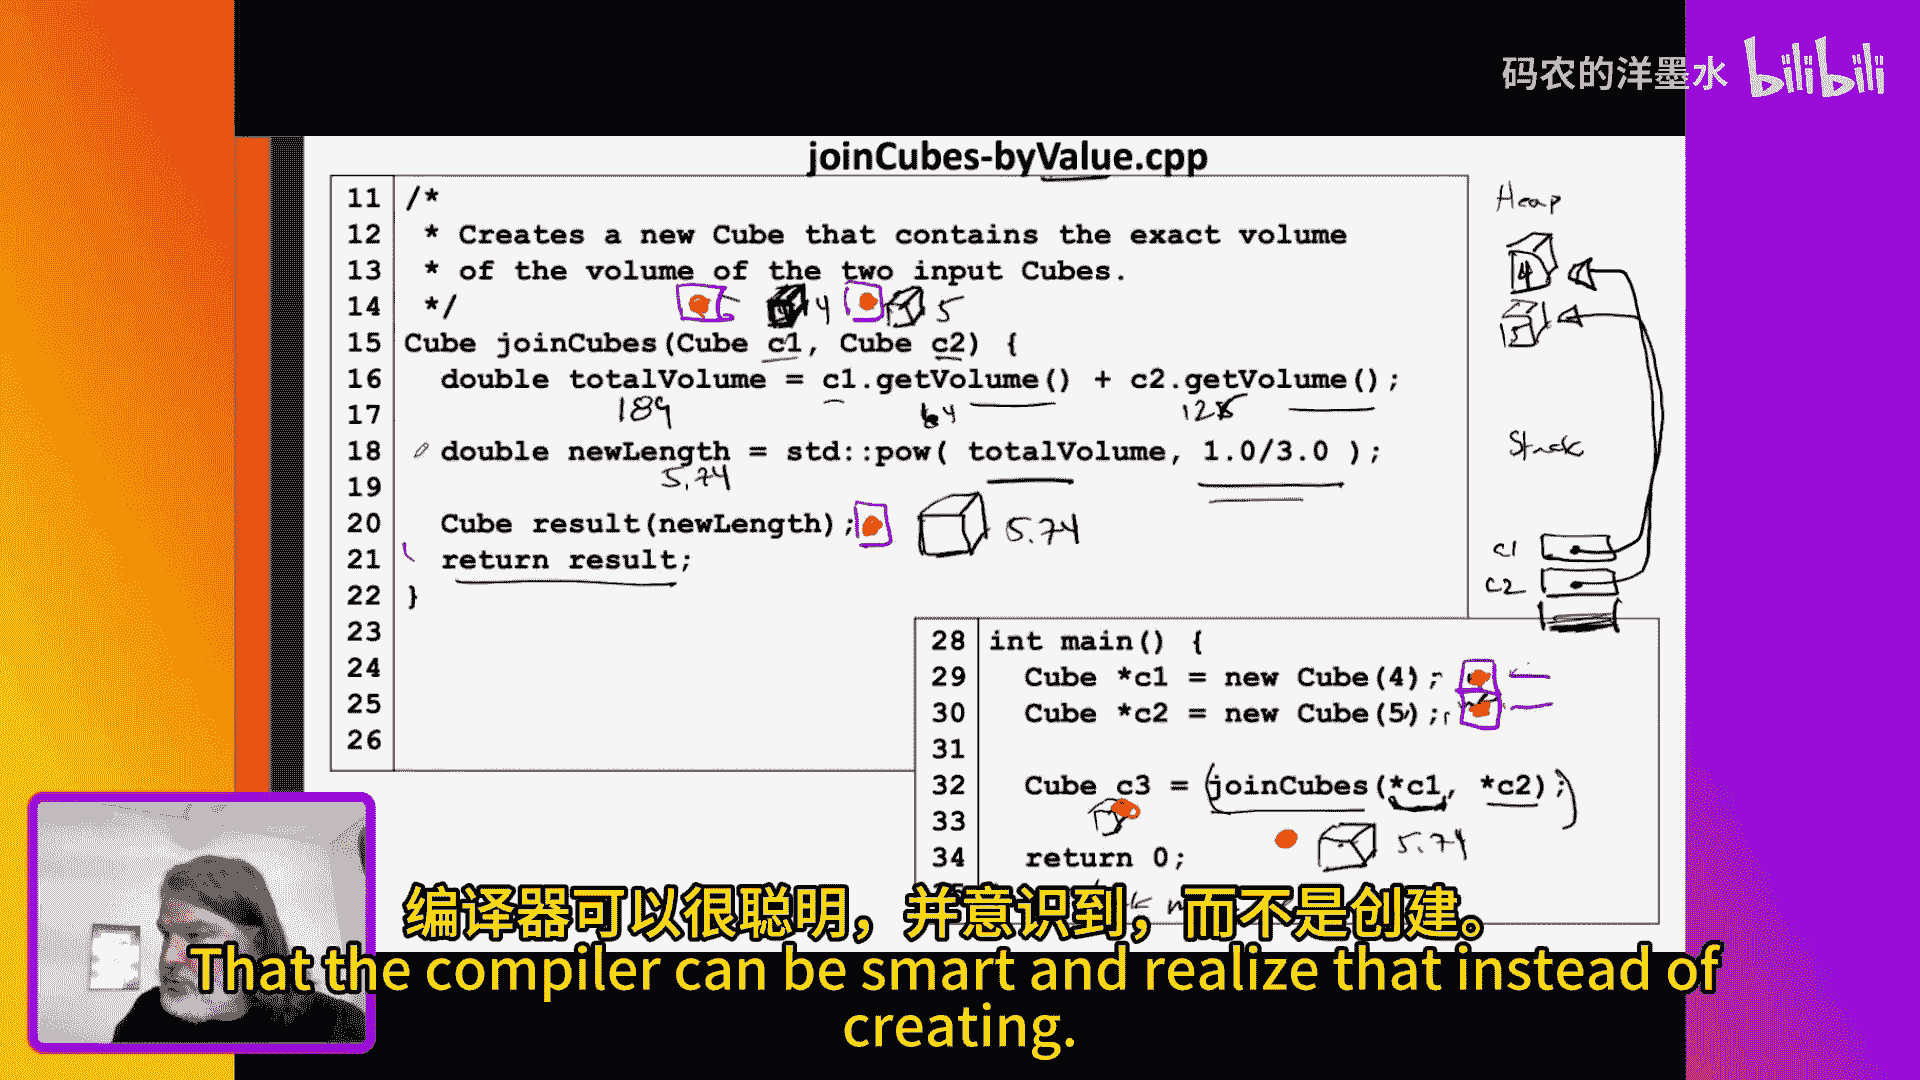 码农的洋墨水 bilibili
joinCubes-byValue.cpp
Heap
11 /*
12 * Creates a new Cube that contains the exact volume
13 * of the volume of the two input Cubes.
14 */
4 5
4
5
15 Cube joinCubes(Cube c1, Cube c2) {
16 double totalVolume = c1.getVolume() + c2.getVolume();
17
189 64 125
18 double newLength = std::pow( totalVolume, 1.0/3.0 );
Stack
5.74
19
20 Cube result(newLength);
5.74
21 return result;
c1
c2
22 }
23
24
25
26
28 int main() {
29 Cube *c1 = new Cube(4);
30 Cube *c2 = new Cube(5);
31
32 Cube c3 = joinCubes(*c1, *c2);
33
5.74
34 return 0;
编译器可以很聪明，并意识到，而不是创建。
That the compiler can be smart and realize that instead of
creating.